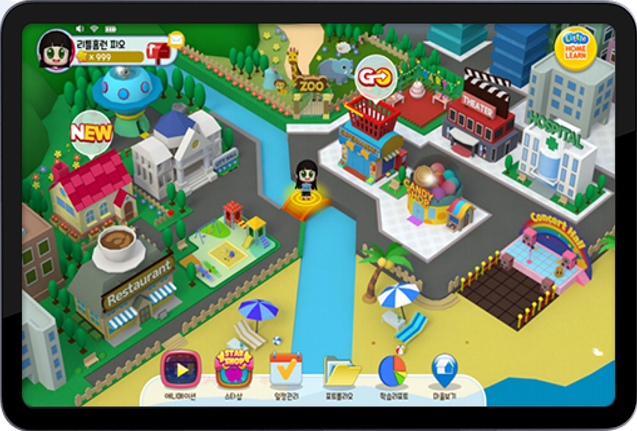 리틀홈런 피오
x 999
Little
HOME
LEARN
ZOO
GO
THEATER
HOSPITAL
NEW
CANDY
SHOP
Concert Hall
Restaurant
STAR
SHOP
애니메이션
스타샵
일정관리
포트폴리오
학습리포트
마을보기